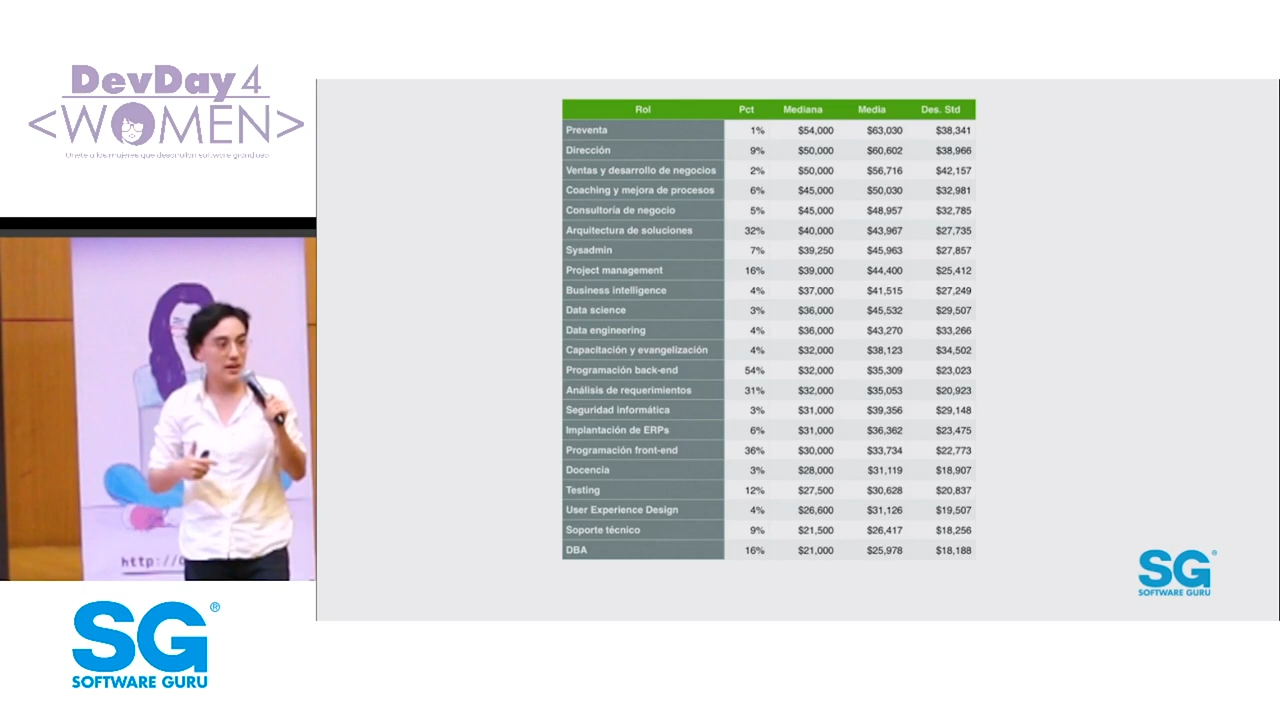 DevDay4
<WOMEN>
Únete a las mujeres que desarrollan software grandioso
Rol Pct Mediana Media Des. Std
Preventa 1% $54,000 $63,030 $38,341
Dirección 9% $50,000 $60,602 $38,966
Ventas y desarrollo de negocios 2% $50,000 $56,716 $42,157
Coaching y mejora de procesos 6% $45,000 $50,030 $32,981
Consultoría de negocio 5% $45,000 $48,957 $32,785
Arquitectura de soluciones 32% $40,000 $43,967 $27,735
Sysadmin 7% $39,250 $45,963 $27,857
Project management 16% $39,000 $44,400 $25,412
Business intelligence 4% $37,000 $41,515 $27,249
Data science 3% $36,000 $45,532 $29,507
Data engineering 4% $36,000 $43,270 $33,266
Capacitación y evangelización 4% $32,000 $38,123 $34,502
Programación back-end 54% $32,000 $35,309 $23,023
Análisis de requerimientos 31% $32,000 $35,053 $20,923
Seguridad informática 3% $31,000 $39,356 $29,148
Implantación de ERPs 6% $31,000 $36,362 $23,475
Programación front-end 36% $30,000 $33,734 $22,773
Docencia 3% $28,000 $31,119 $18,907
Testing 12% $27,500 $30,628 $20,837
User Experience Design 4% $26,600 $31,126 $19,507
Soporte técnico 9% $21,500 $26,417 $18,256
DBA 16% $21,000 $25,978 $18,188
http://
SG®
SOFTWARE GURU
SG®
SOFTWARE GURU